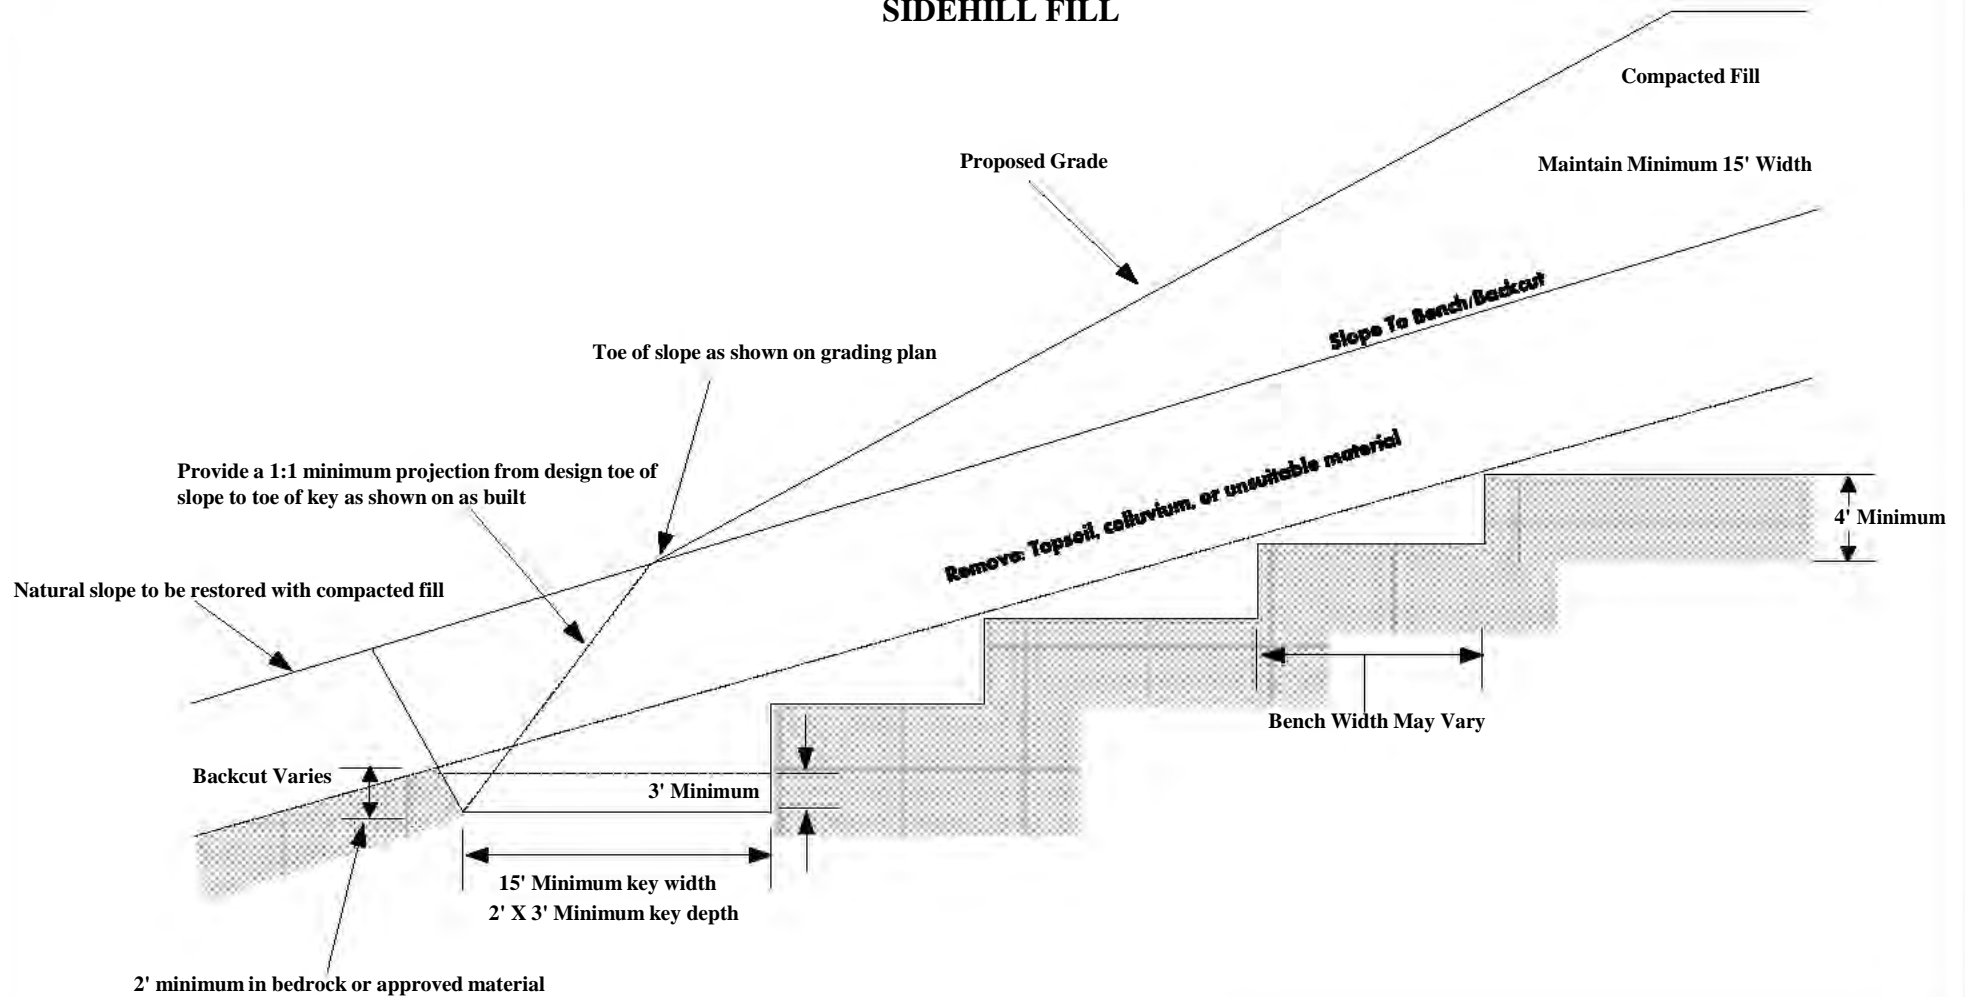 SIDEHILL FILL
Compacted Fill
Proposed Grade
Maintain Minimum 15' Width
Slope To Bench/Backcut
Toe of slope as shown on grading plan
Remove: Topsoil, colluvium, or unsuitable material
Provide a 1:1 minimum projection from design toe of
slope to toe of key as shown on as built
4' Minimum
Natural slope to be restored with compacted fill
Bench Width May Vary
Backcut Varies
3' Minimum
15' Minimum key width
2' X 3' Minimum key depth
2' minimum in bedrock or approved material